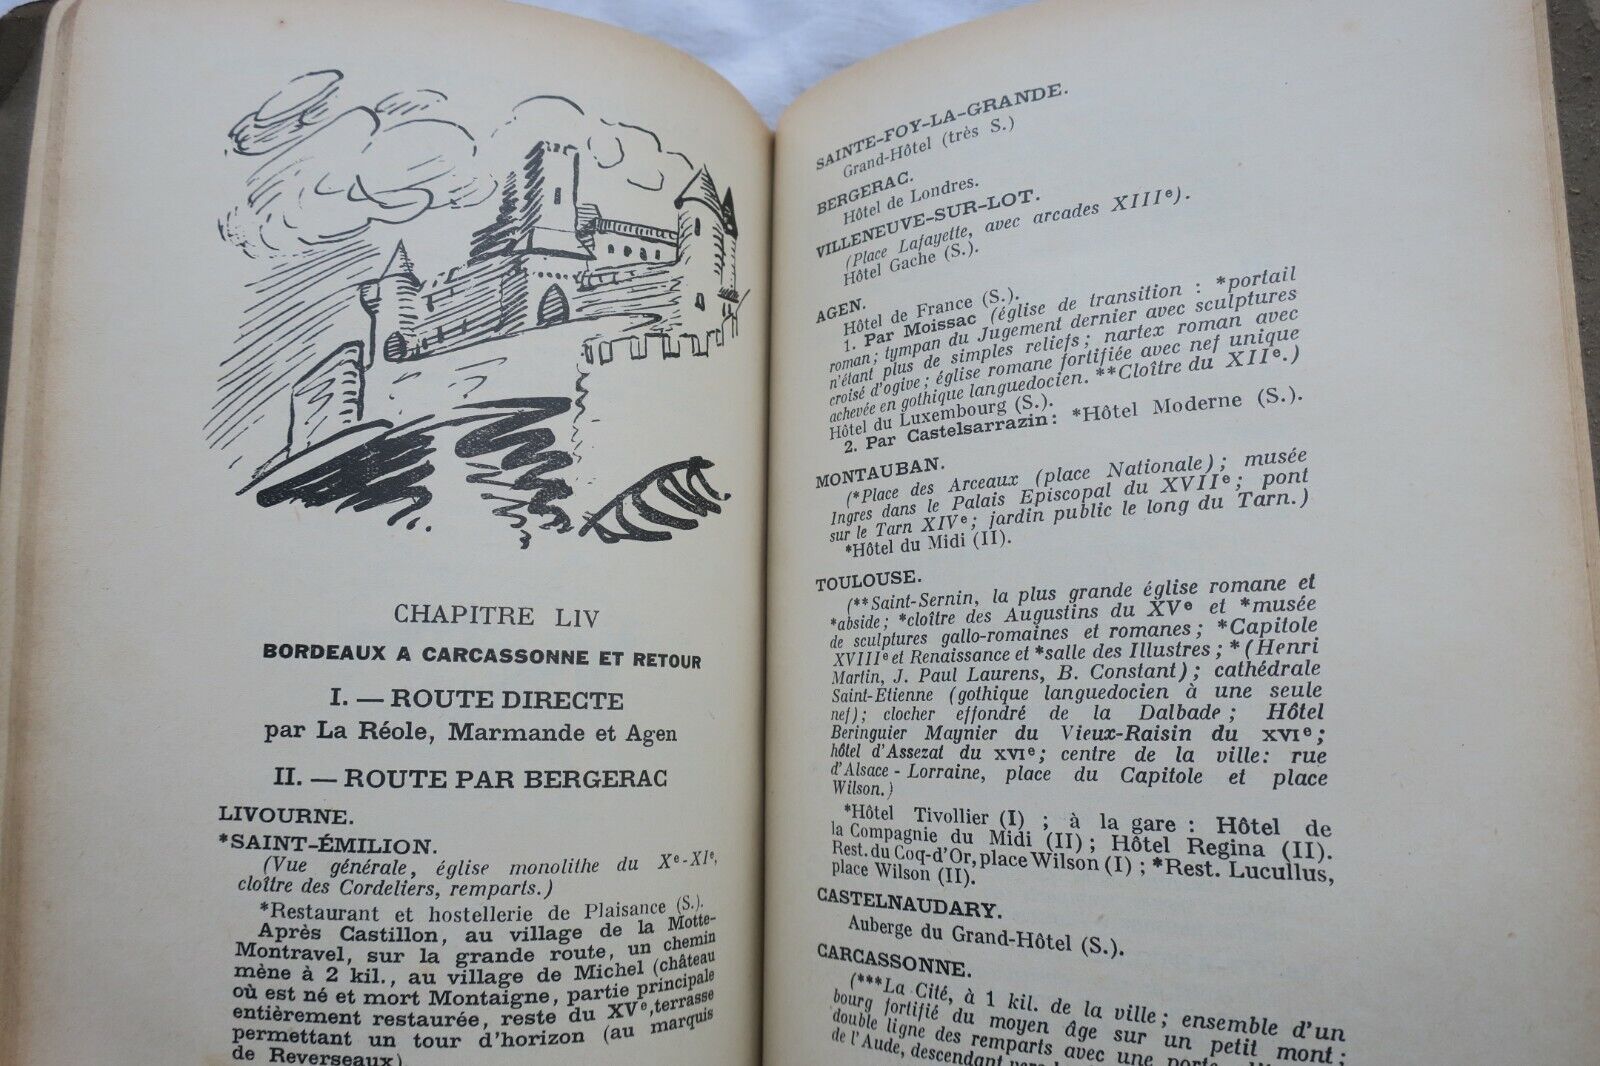 CHAPITRE LIV
BORDEAUX A CARCASSONNE ET RETOUR
I. — ROUTE DIRECTE
par La Réole, Marmande et Agen
II. — ROUTE PAR BERGERAC
LIVOURNE.
*SAINT-ÉMILION.
(Vue générale, église monolithe du Xe-XIe,
cloître des Cordeliers, remparts.)
*Restaurant et hostellerie de Plaisance (S.).
Après Castillon, au village de la Motte-
Montravel, sur la grande route, un chemin
mène à 2 kil., au village de Michel (château
où est né et mort Montaigne, partie principale
entièrement restaurée, reste du XVe, terrasse
permettant un tour d'horizon (au marquis
de Reverseaux).
SAINTE-FOY-LA-GRANDE.
Grand-Hôtel (très S.)
BERGERAC.
Hôtel de Londres.
VILLENEUVE-SUR-LOT.
(Place Lafayette, avec arcades XIIIe).
Hôtel Gache (S.).
AGEN.
Hôtel de France (S.).
1. Par Moissac (église de transition : *portail
roman; tympan du Jugement dernier avec sculptures
n'étant plus de simples reliefs; nartex roman avec
croisé d'ogive; église romane fortifiée avec nef unique
achevée en gothique languedocien. **Cloître du XIIe.)
Hôtel du Luxembourg (S.).
2. Par Castelsarrazin: *Hôtel Moderne (S.).
MONTAUBAN.
(*Place des Arceaux (place Nationale); musée
Ingres dans le Palais Episcopal du XVIIe; pont
sur le Tarn XIVe; jardin public le long du Tarn.)
*Hôtel du Midi (II).
TOULOUSE.
(**Saint-Sernin, la plus grande église romane et
*abside; *cloître des Augustins du XVe et *musée
de sculptures gallo-romaines et romanes; *Capitole
XVIIIe et Renaissance et *salle des Illustres; *(Henri
Martin, J. Paul Laurens, B. Constant); cathédrale
Saint-Etienne (gothique languedocien à une seule
nef); clocher effondré de la Dalbade; Hôtel
Beringuier Maynier du Vieux-Raisin du XVIe;
hôtel d'Assezat du XVIe; centre de la ville: rue
d'Alsace-Lorraine, place du Capitole et place
Wilson.)
*Hôtel Tivollier (I) ; à la gare : Hôtel de
la Compagnie du Midi (II); Hôtel Regina (II).
Rest. du Coq-d'Or, place Wilson (I) ; *Rest. Lucullus,
place Wilson (II).
CASTELNAUDARY.
Auberge du Grand-Hôtel (S.).
CARCASSONNE.
(***La Cité, à 1 kil. de la ville; ensemble d'un
bourg fortifié du moyen âge sur un petit mont;
double ligne des remparts avec une
de l'Aude, descendant